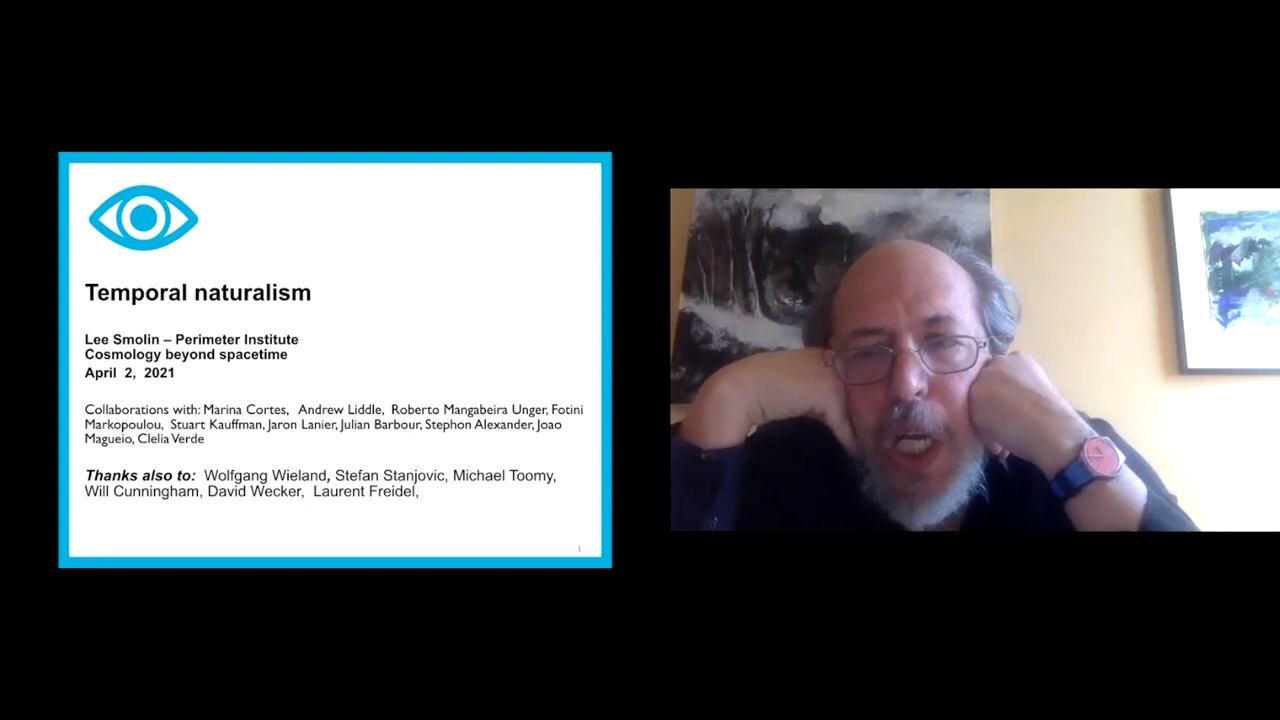 Temporal naturalism
Lee Smolin – Perimeter Institute
Cosmology beyond spacetime
April 2, 2021
Collaborations with: Marina Cortes, Andrew Liddle, Roberto Mangabeira Unger, Fotini
Markopoulou, Stuart Kauffman, Jaron Lanier, Julian Barbour, Stephon Alexander, Joao
Magueio, Clelia Verde
Thanks also to: Wolfgang Wieland, Stefan Stanjovic, Michael Toomy,
Will Cunningham, David Wecker, Laurent Freidel,
1